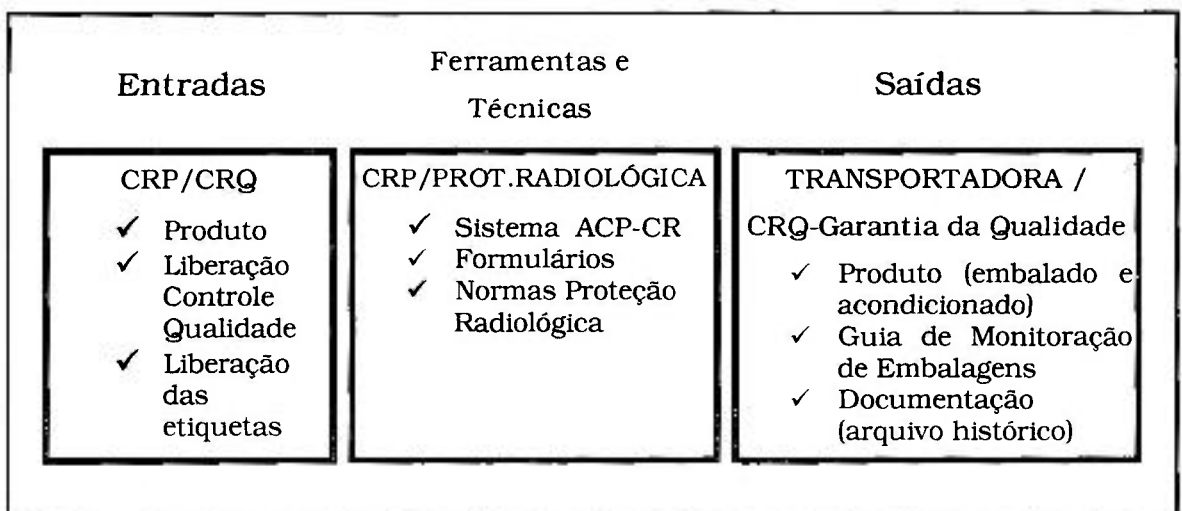 Entradas
Ferramentas e
Técnicas
Saídas
CRP/CRQ
✓ Produto
✓ Liberação
Controle
Qualidade
✓ Liberação
das
etiquetas
CRP/PROT.RADIOLÓGICA
✓ Sistema ACP-CR
✓ Formulários
✓ Normas Proteção
Radiológica
TRANSPORTADORA /
CRQ-Garantia da Qualidade
✓ Produto (embalado e
acondicionado)
✓ Guia de Monitoração
de Embalagens
✓ Documentação
(arquivo histórico)